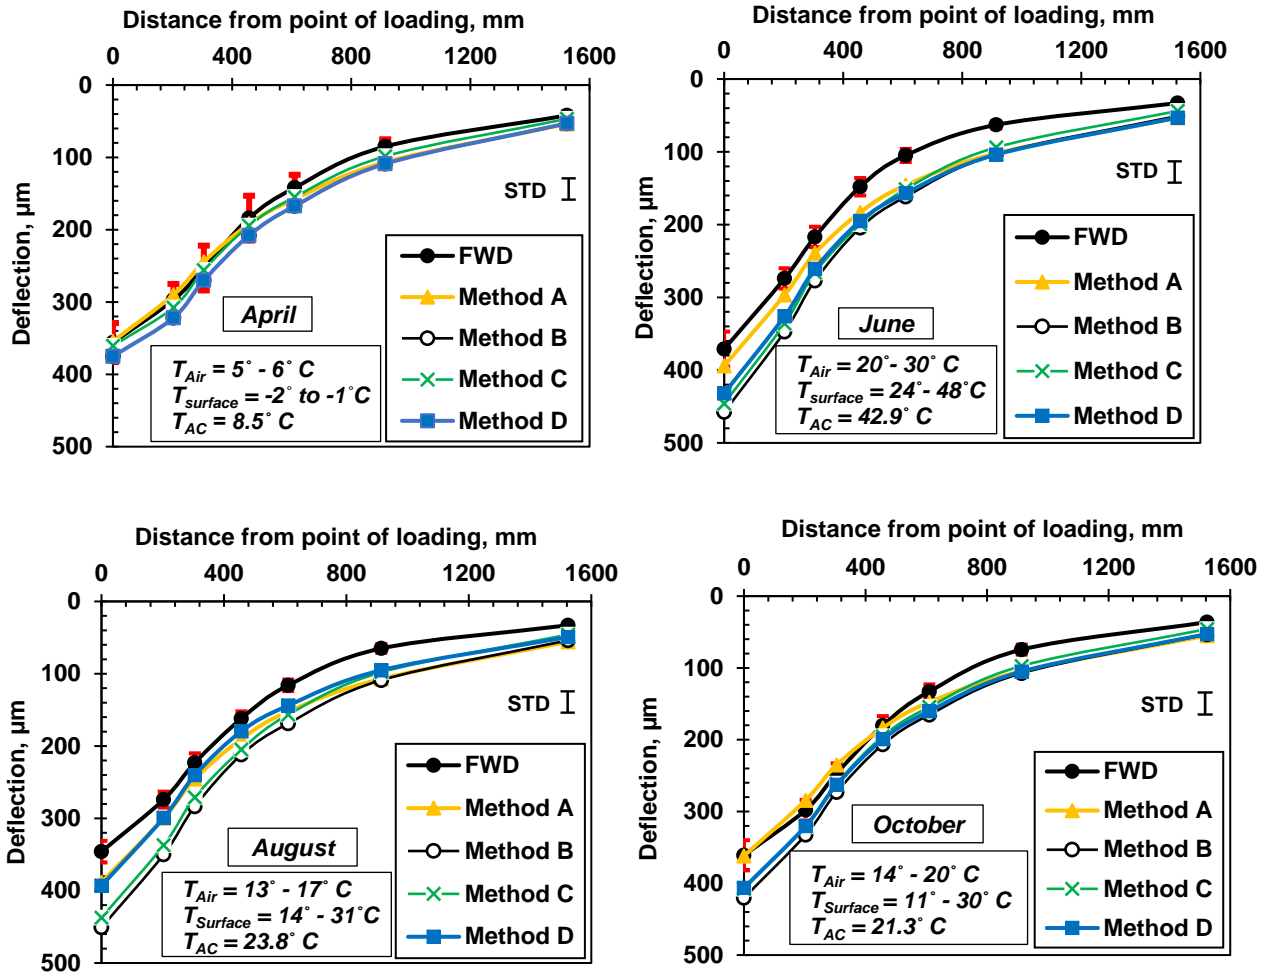 Distance from point of loading, mm
0 400 800 1200 1600
0
100
200
300
400
500
Deflection, µm
STD
FWD
Method A
Method B
Method C
Method D
April
T_Air = 5˚ - 6˚ C
T_surface = -2˚ to -1˚C
T_AC = 8.5˚ C
Distance from point of loading, mm
0 400 800 1200 1600
0
100
200
300
400
500
Deflection, µm
STD
FWD
Method A
Method B
Method C
Method D
June
T_Air = 20˚- 30˚ C
T_surface = 24˚- 48˚C
T_AC = 42.9˚ C
Distance from point of loading, mm
0 400 800 1200 1600
0
100
200
300
400
500
Deflection, µm
STD
FWD
Method A
Method B
Method C
Method D
August
T_Air = 13˚ - 17˚ C
T_Surface = 14˚ - 31˚C
T_AC = 23.8˚ C
Distance from point of loading, mm
0 400 800 1200 1600
0
100
200
300
400
500
Deflection, µm
STD
FWD
Method A
Method B
Method C
Method D
October
T_Air = 14˚ - 20˚ C
T_Surface = 11˚ - 30˚ C
T_AC = 21.3˚ C